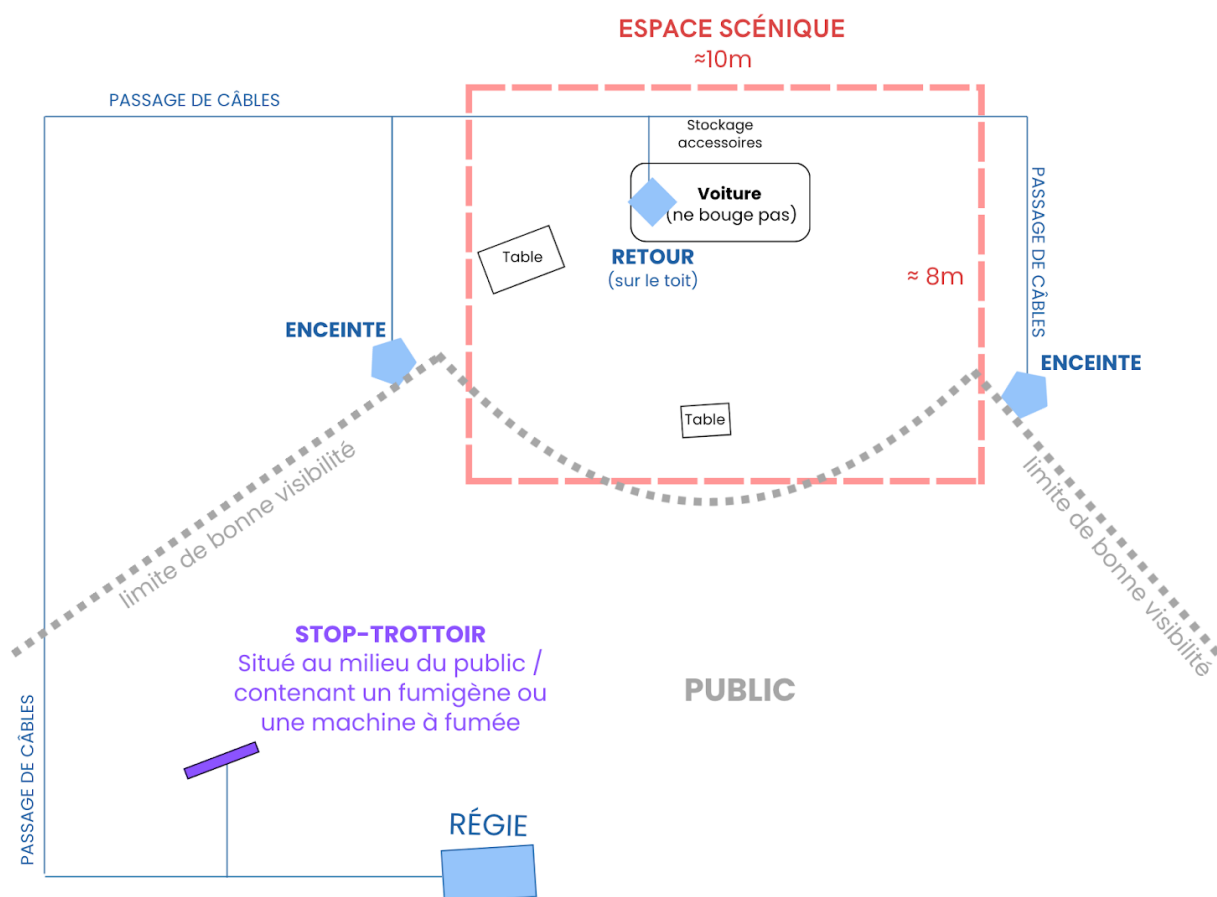 ESPACE SCÉNIQUE
≈10m
PASSAGE DE CÂBLES
Stockage
accessoires
Voiture
(ne bouge pas)
Table
RETOUR
(sur le toit)
≈ 8m
PASSAGE DE CÂBLES
ENCEINTE
ENCEINTE
Table
limite de bonne visibilité
limite de bonne visibilité
STOP-TROTTOIR
Situé au milieu du public /
contenant un fumigène ou
une machine à fumée
PUBLIC
PASSAGE DE CÂBLES
RÉGIE